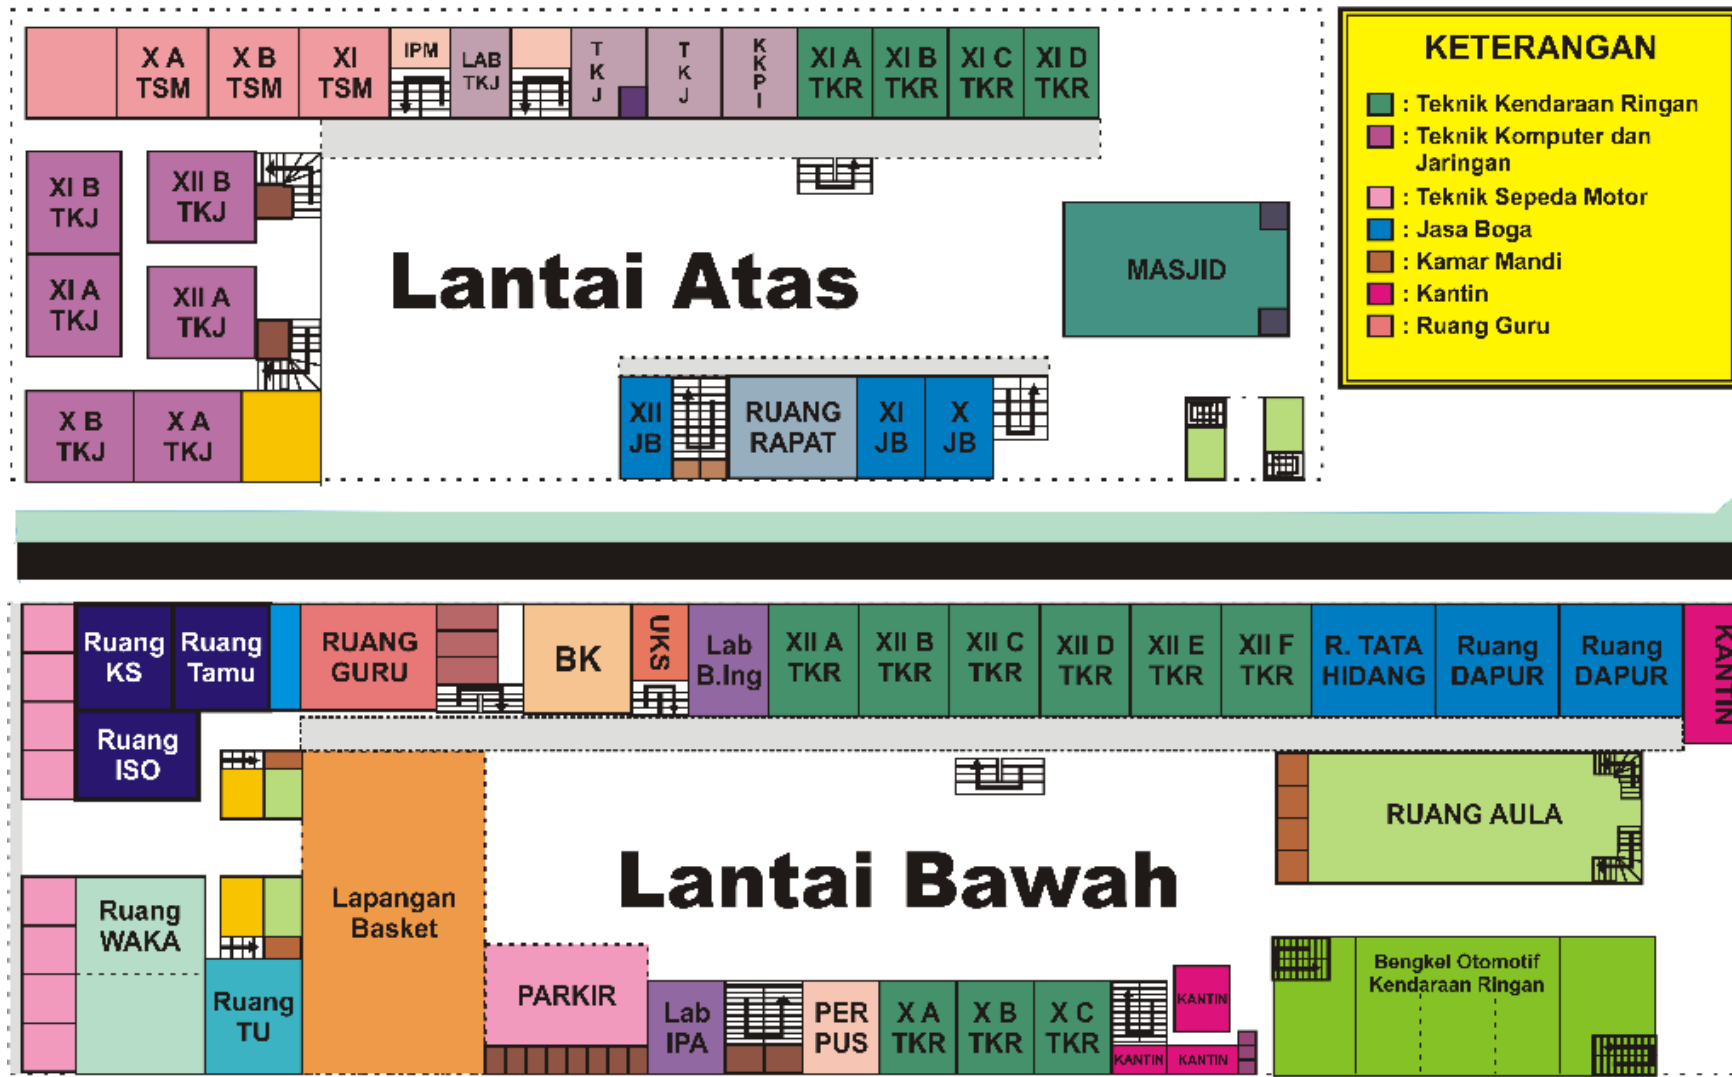 X A
TSM
X B
TSM
XI
TSM
IPM
LAB
TKJ
T
K
J
T
K
J
K
K
P
I
XI A
TKR
XI B
TKR
XI C
TKR
XI D
TKR
KETERANGAN
: Teknik Kendaraan Ringan
: Teknik Komputer dan
Jaringan
: Teknik Sepeda Motor
: Jasa Boga
: Kamar Mandi
: Kantin
: Ruang Guru
XI B
TKJ
XII B
TKJ
XI A
TKJ
XII A
TKJ
Lantai Atas
MASJID
X B
TKJ
X A
TKJ
XII
JB
RUANG
RAPAT
XI
JB
X
JB
Ruang
KS
Ruang
Tamu
RUANG
GURU
BK
UKS
Lab
B.Ing
XII A
TKR
XII B
TKR
XII C
TKR
XII D
TKR
XII E
TKR
XII F
TKR
R. TATA
HIDANG
Ruang
DAPUR
Ruang
DAPUR
KANTIN
Ruang
ISO
RUANG AULA
Lantai Bawah
Ruang
WAKA
Lapangan
Basket
Ruang
TU
PARKIR
Lab
IPA
PER
PUS
X A
TKR
X B
TKR
X C
TKR
KANTIN
KANTIN
KANTIN
Bengkel Otomotif
Kendaraan Ringan